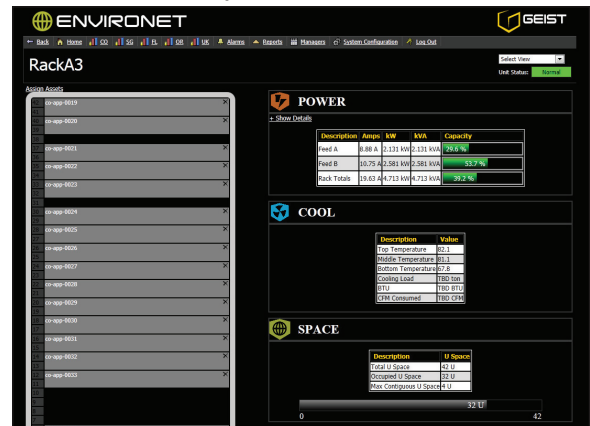 ENVIRONET
GEIST
← Back Home CO SG FL OR UK Alarms Reports Managers System Configuration Log Out
RackA3
Select View
Unit Status: Normal
Assign Assets
co-app-0019 X
co-app-0020 X
co-app-0021 X
co-app-0022 X
co-app-0023 X
co-app-0024 X
co-app-0025 X
co-app-0026 X
co-app-0027 X
co-app-0028 X
co-app-0029 X
co-app-0030 X
co-app-0031 X
co-app-0032 X
co-app-0033 X
POWER
+ Show Details
Description Amps kW kVA Capacity
Feed A 8.88 A 2.131 kW 2.131 kVA 29.6 %
Feed B 10.75 A 2.581 kW 2.581 kVA 53.7 %
Rack Totals 19.63 A 4.713 kW 4.713 kVA 39.2 %
COOL
Description Value
Top Temperature 82.1
Middle Temperature 81.1
Bottom Temperature 67.8
Cooling Load TBD ton
BTU TBD BTU
CFM Consumed TBD CFM
SPACE
Description U Space
Total U Space 42 U
Occupied U Space 32 U
Max Contiguous U Space 4 U
32 U
0 42